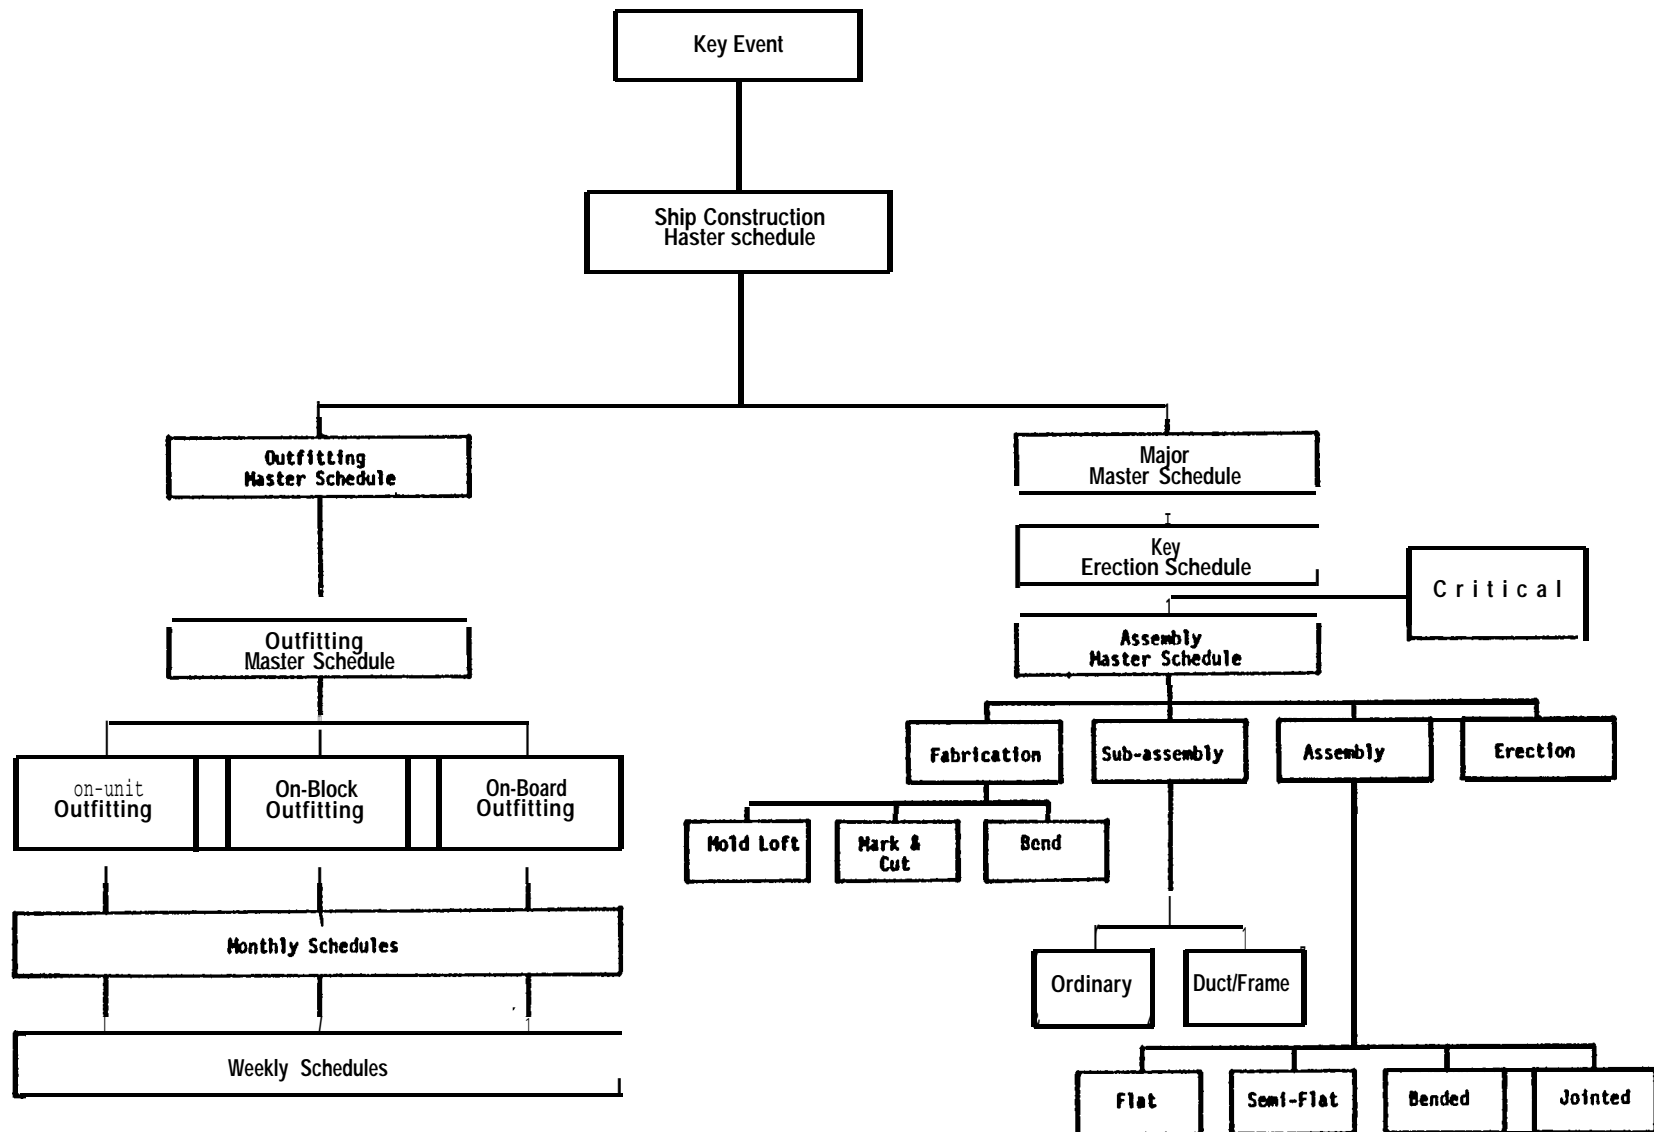 Key Event
Ship Construction
Haster schedule
Outfitting
Master Schedule
Major
Master Schedule
Key
Erection Schedule
Critical
Outfitting
Master Schedule
Assembly
Master Schedule
Fabrication
Sub-assembly
Assembly
Erection
on-unit
Outfitting
On-Block
Outfitting
On-Board
Outfitting
Mold Loft
Mark &
Cut
Bend
Monthly Schedules
Ordinary
Duct/Frame
Weekly Schedules
Flat
Semi-Flat
Bended
Jointed